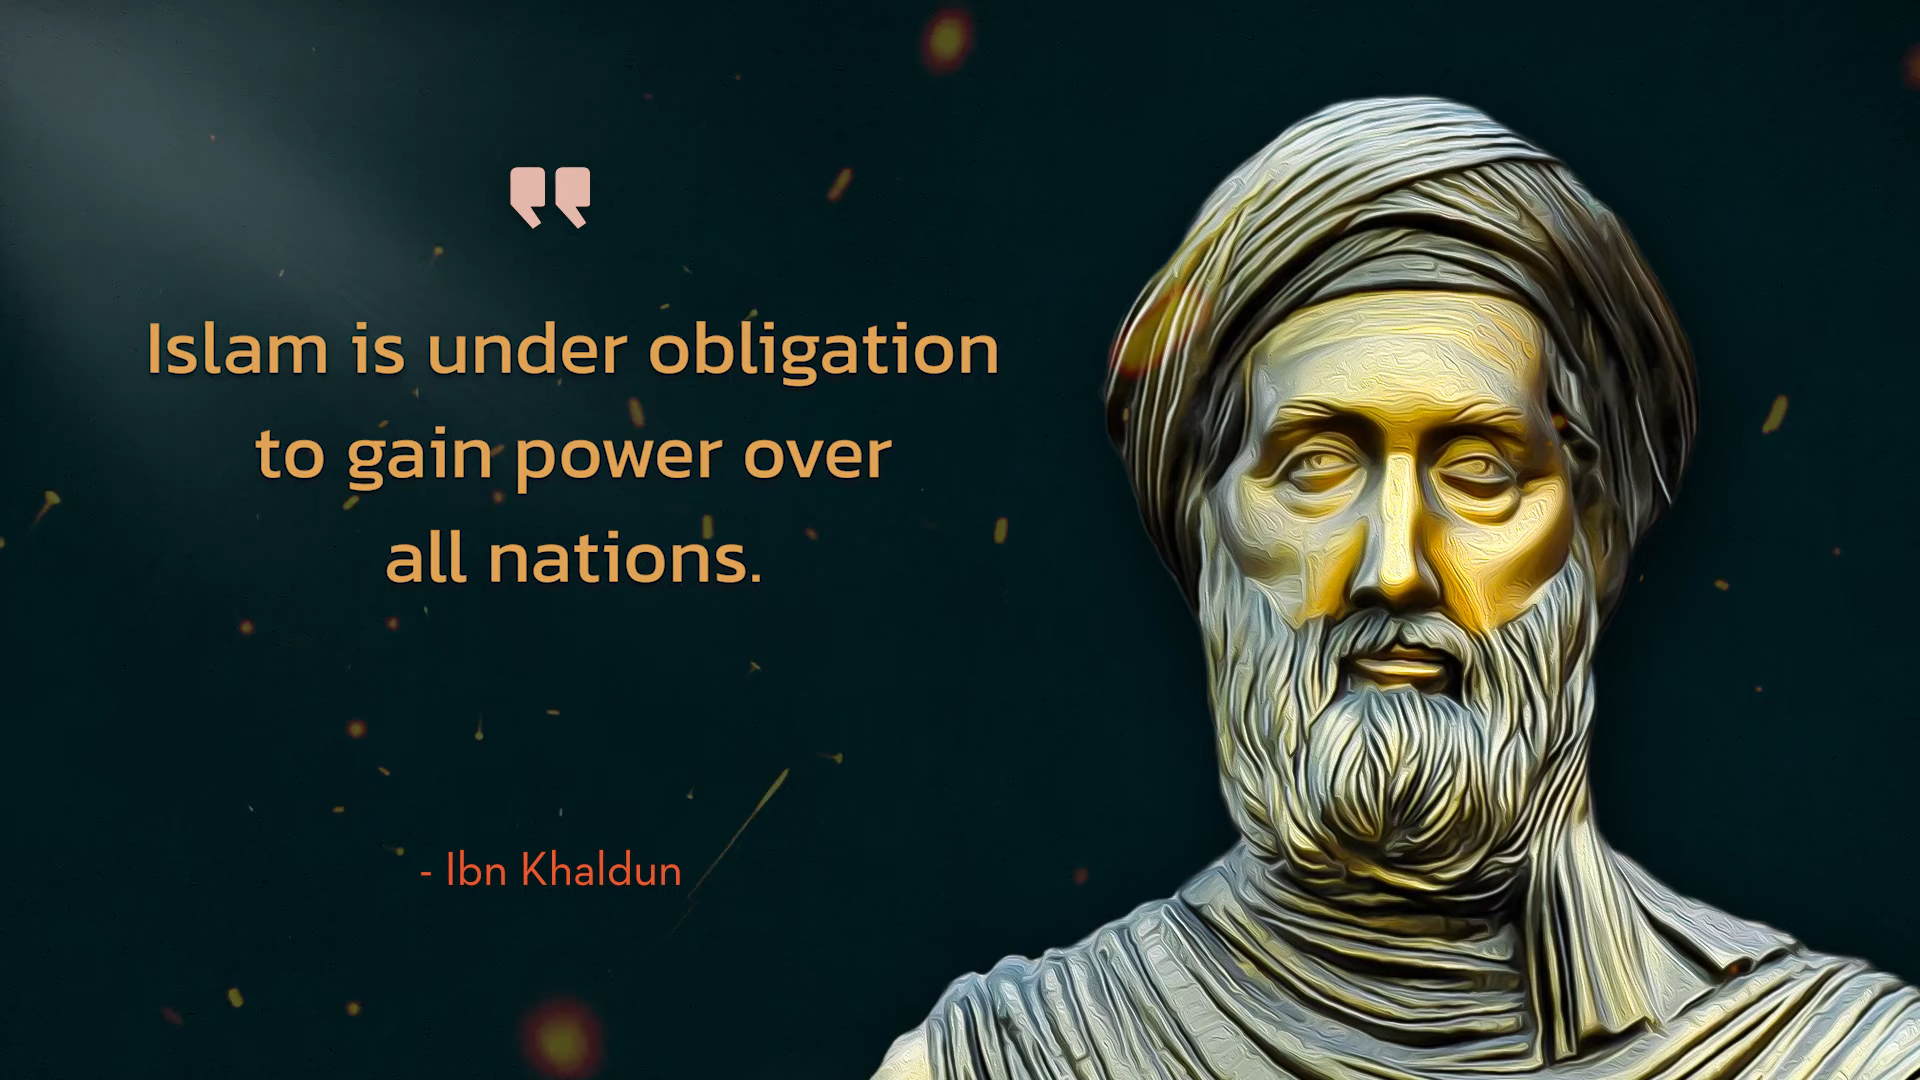 Islam is under obligation
to gain power over
all nations.
- Ibn Khaldun